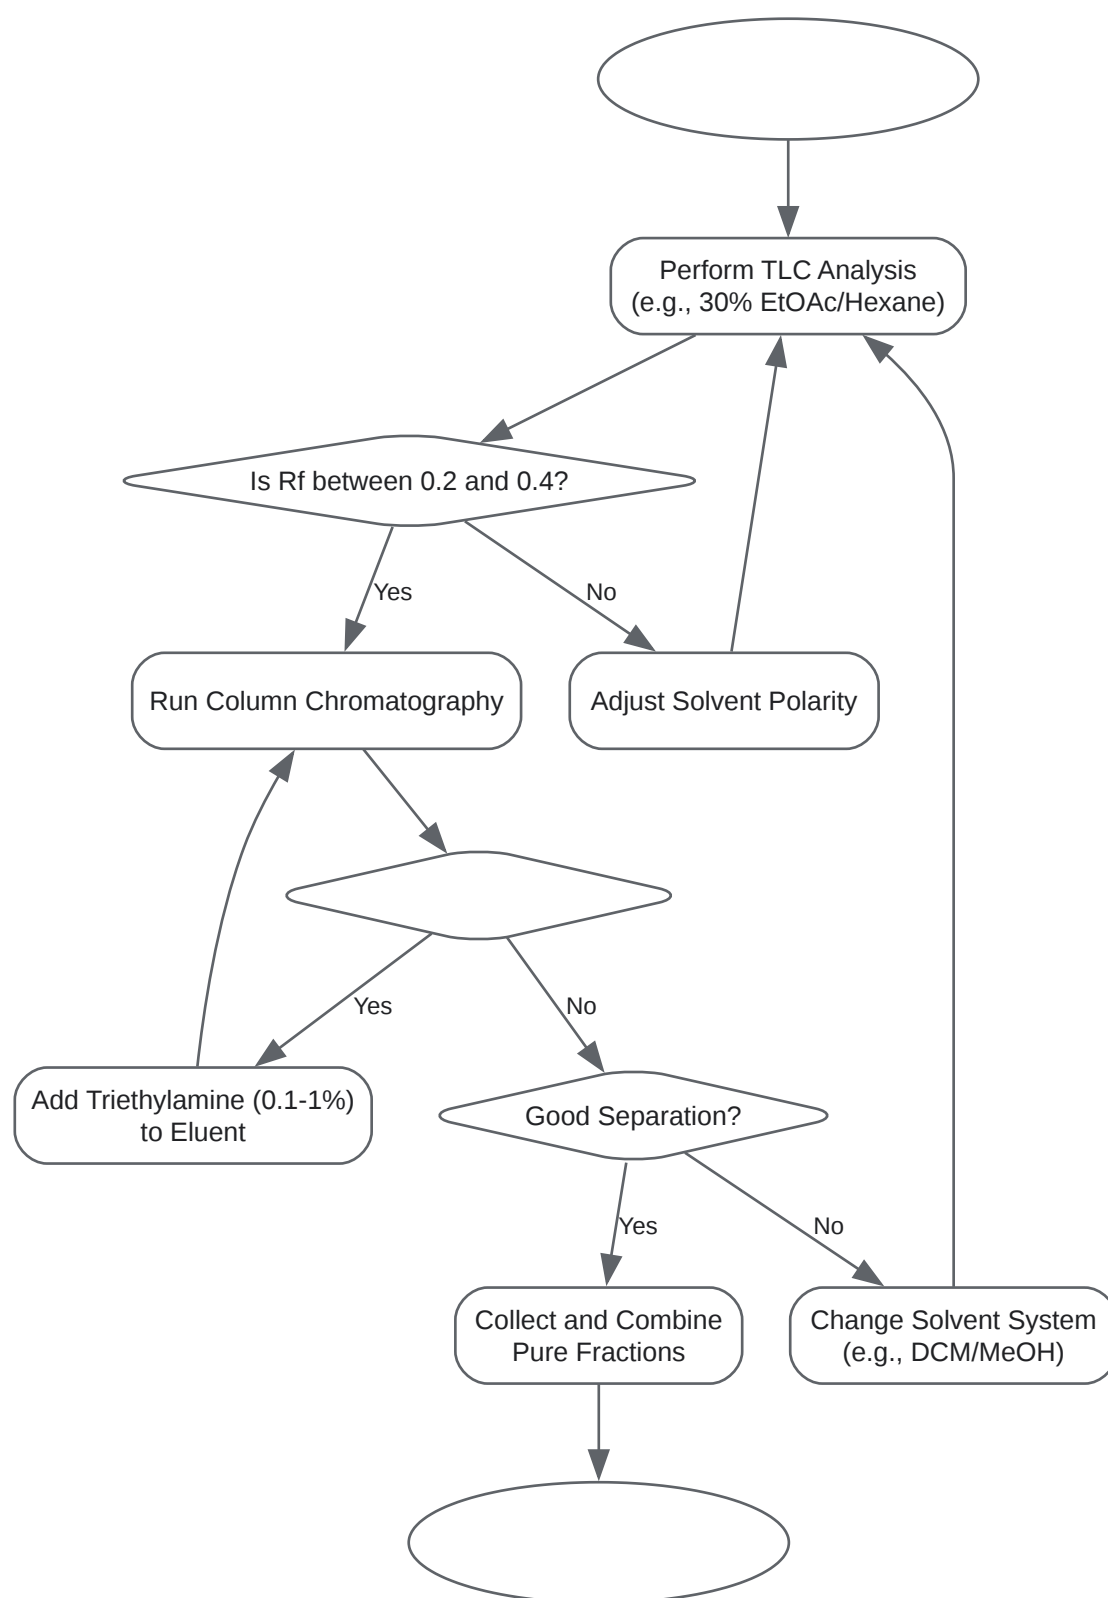 Perform TLC Analysis
(e.g., 30% EtOAc/Hexane)
Is Rf between 0.2 and 0.4?
Yes
No
Run Column Chromatography
Adjust Solvent Polarity
Yes
No
Add Triethylamine (0.1-1%)
to Eluent
Good Separation?
Yes
No
Collect and Combine
Pure Fractions
Change Solvent System
(e.g., DCM/MeOH)